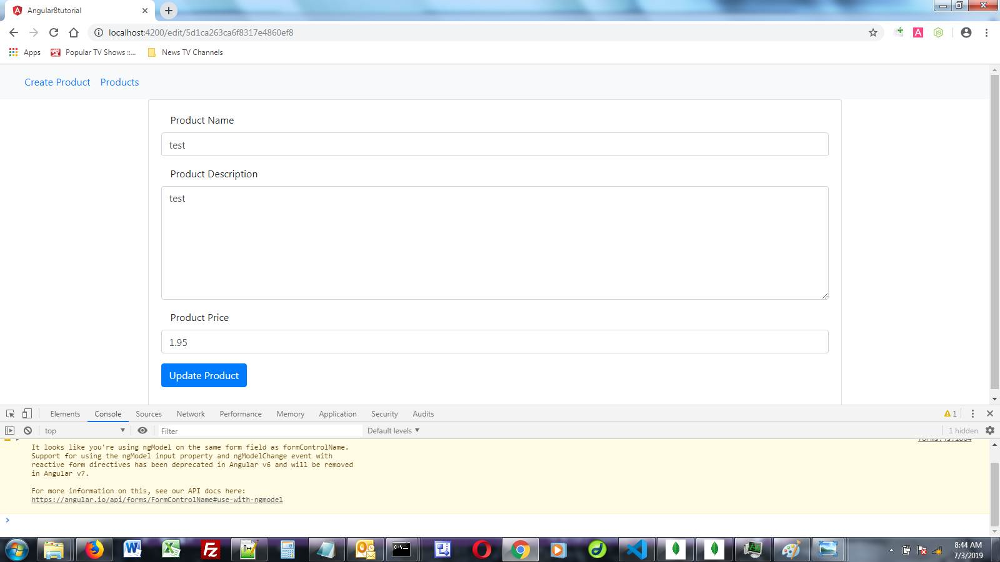 Angular8tutorial
localhost:4200/edit/5d1ca263ca6f8317e4860ef8
Apps Popular TV Shows ::... News TV Channels
Create Product Products
Product Name
test
Product Description
test
Product Price
1.95
Update Product
Elements Console Sources Network Performance Memory Application Security Audits 1
top Filter Default levels 1 hidden
It looks like you're using ngModel on the same form field as formControlName.
Support for using the ngModel input property and ngModelChange event with
reactive form directives has been deprecated in Angular v6 and will be removed
in Angular v7.
For more information on this, see our API docs here:
https://angular.io/api/forms/FormControlName#use-with-ngmodel
8:44 AM
7/3/2019